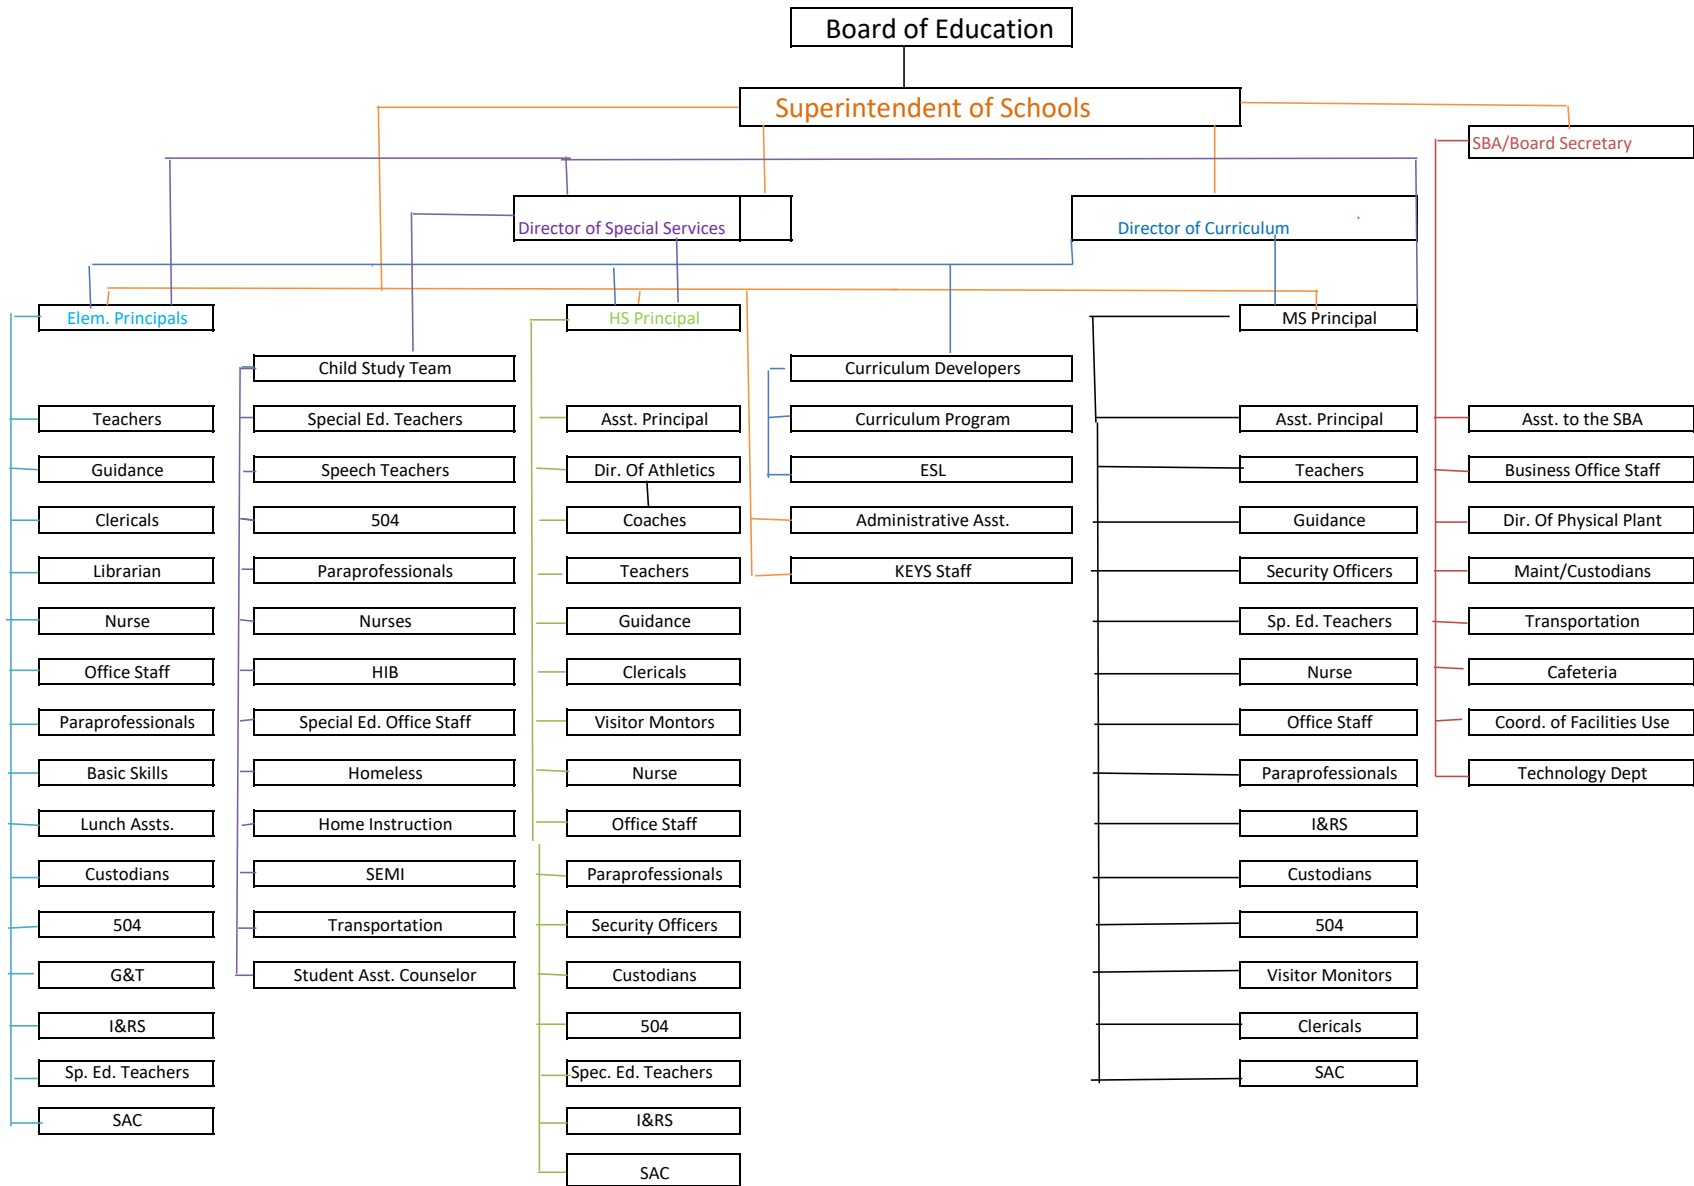 Board of Education
Superintendent of Schools
SBA/Board Secretary
Director of Special Services
Director of Curriculum
Elem. Principals
HS Principal
MS Principal
Child Study Team
Curriculum Developers
Teachers
Special Ed. Teachers
Asst. Principal
Curriculum Program
Asst. Principal
Asst. to the SBA
Guidance
Speech Teachers
Dir. Of Athletics
ESL
Teachers
Business Office Staff
Clericals
504
Coaches
Administrative Asst.
Guidance
Dir. Of Physical Plant
Librarian
Paraprofessionals
Teachers
KEYS Staff
Security Officers
Maint/Custodians
Nurse
Nurses
Guidance
Sp. Ed. Teachers
Transportation
Office Staff
HIB
Clericals
Nurse
Cafeteria
Paraprofessionals
Special Ed. Office Staff
Visitor Montors
Office Staff
Coord. of Facilities Use
Basic Skills
Homeless
Nurse
Paraprofessionals
Technology Dept
Lunch Assts.
Home Instruction
Office Staff
I&RS
Custodians
SEMI
Paraprofessionals
Custodians
504
Transportation
Security Officers
504
G&T
Student Asst. Counselor
Custodians
Visitor Monitors
I&RS
504
Clericals
Sp. Ed. Teachers
Spec. Ed. Teachers
SAC
SAC
I&RS
SAC